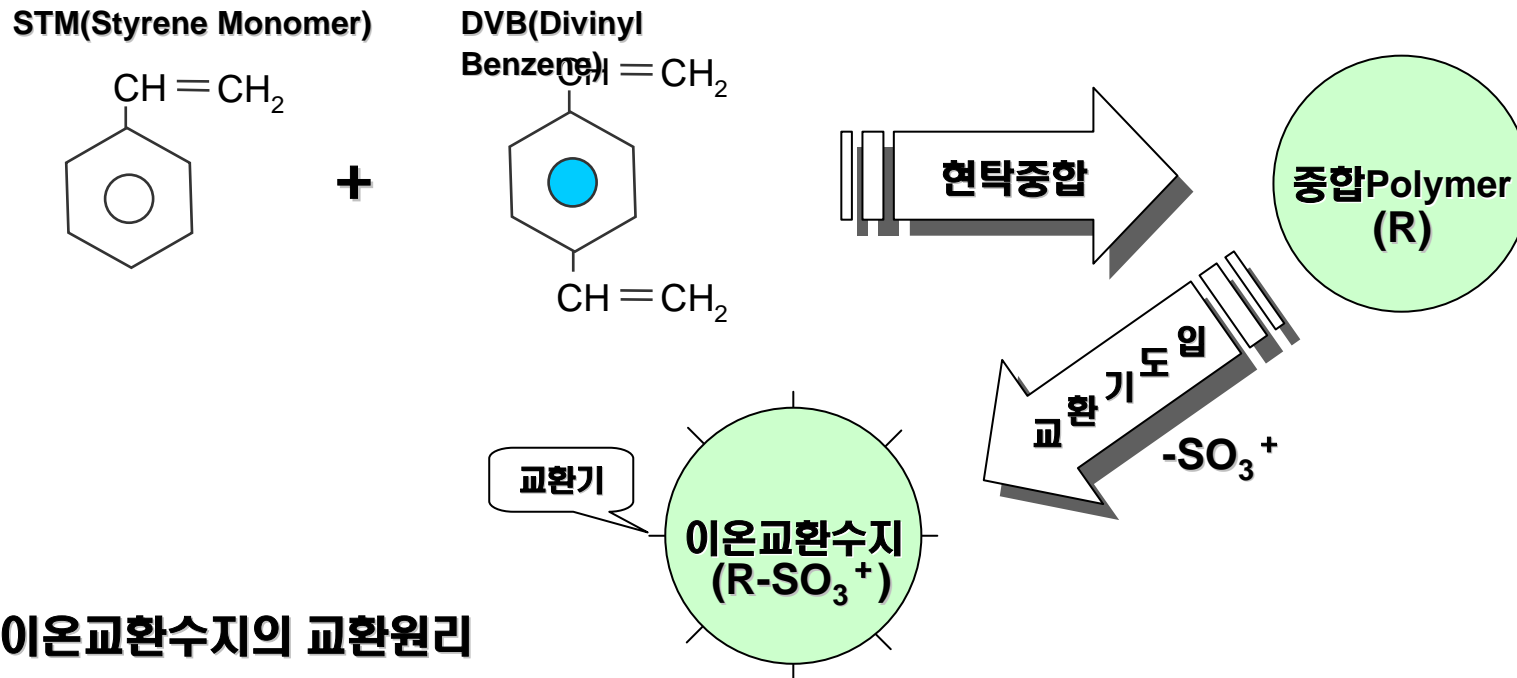 STM(Styrene Monomer)
DVB(Divinyl
Benzene)
CH=CH₂
CH=CH₂
+
CH=CH₂
현탁중합
중합Polymer
(R)
교환기도입
-SO₃⁺
교환기
이온교환수지
(R-SO₃⁺)
이온교환수지의 교환원리